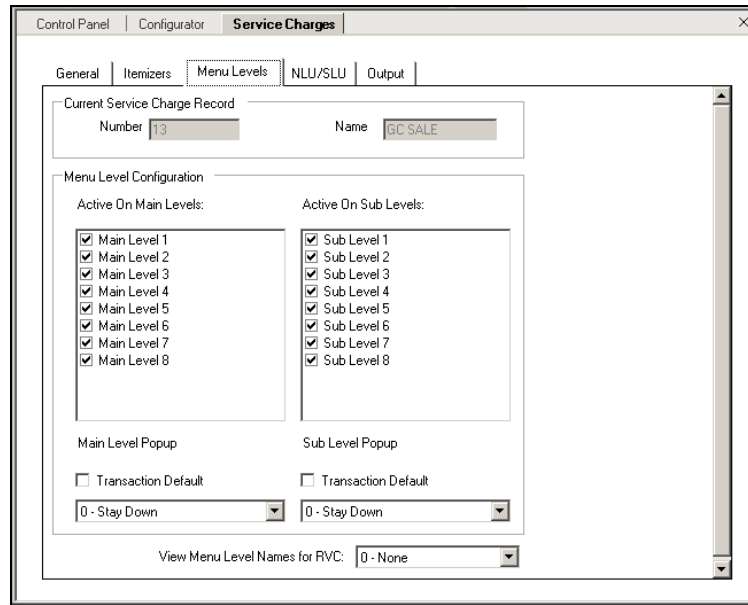 Control Panel | Configurator Service Charges
General Itemizers Menu Levels NLU/SLU Output
Current Service Charge Record
Number 13 Name GC SALE
Menu Level Configuration
Active On Main Levels: Active On Sub Levels:
Main Level 1 Sub Level 1
Main Level 2 Sub Level 2
Main Level 3 Sub Level 3
Main Level 4 Sub Level 4
Main Level 5 Sub Level 5
Main Level 6 Sub Level 6
Main Level 7 Sub Level 7
Main Level 8 Sub Level 8
Main Level Popup Sub Level Popup
Transaction Default Transaction Default
0 - Stay Down 0 - Stay Down
View Menu Level Names for RVC: 0 - None